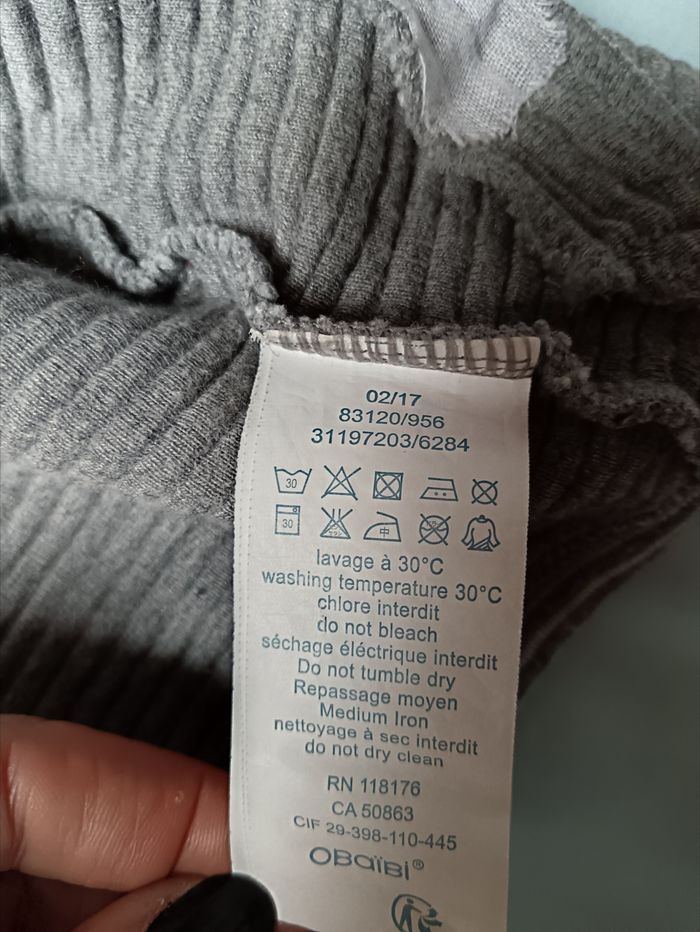 02/17
83120/956
31197203/6284
30
30
lavage à 30°C
washing temperature 30°C
chlore interdit
do not bleach
séchage éléctrique interdit
Do not tumble dry
Repassage moyen
Medium Iron
nettoyage à sec interdit
do not dry clean
RN 118176
CA 50863
CIF 29-398-110-445
OBaïBi®